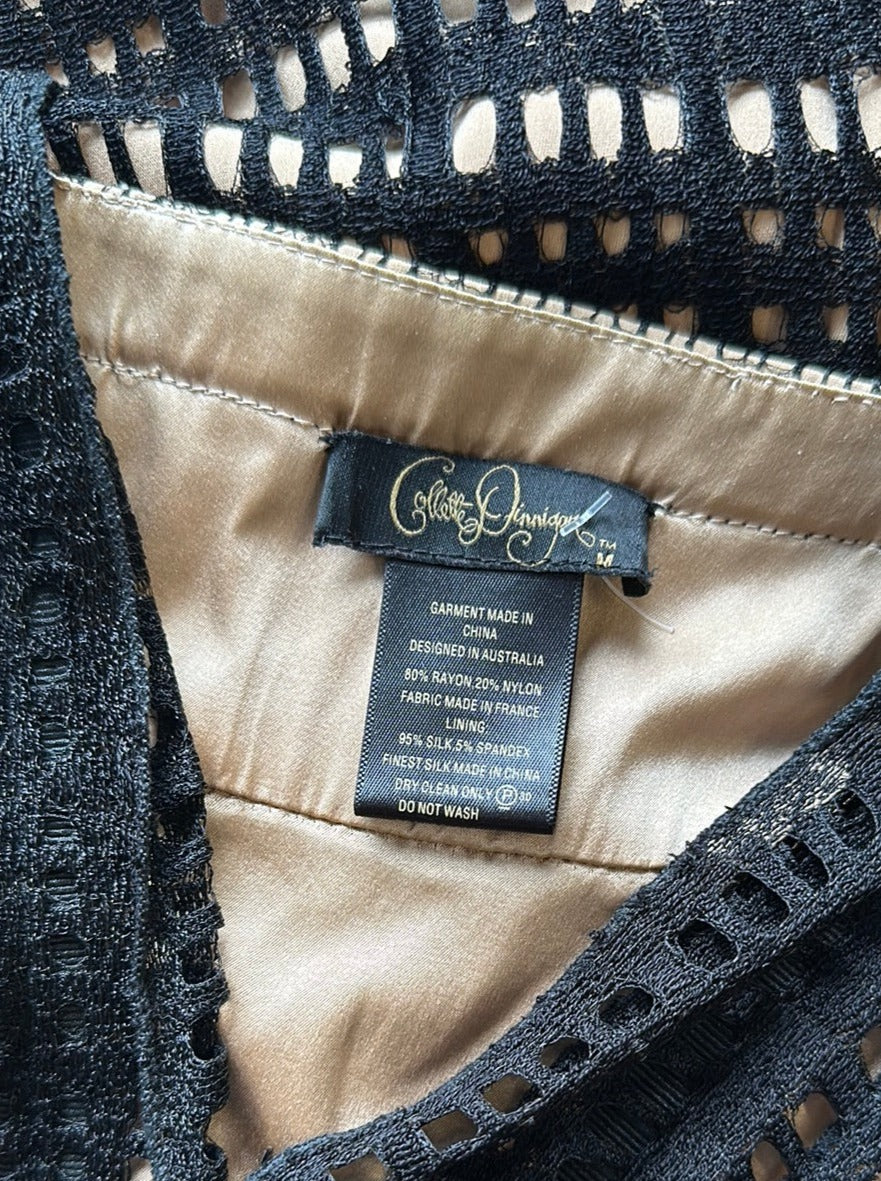 Collette Dinnigan™
M
GARMENT MADE IN
CHINA
DESIGNED IN AUSTRALIA
80% RAYON 20% NYLON
FABRIC MADE IN FRANCE
LINING
95% SILK 5% SPANDEX
FINEST SILK MADE IN CHINA
DRY CLEAN ONLY Ⓟ 30
DO NOT WASH